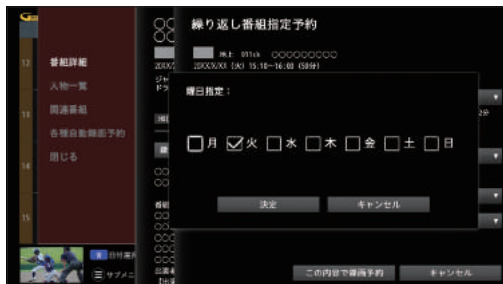 繰り返し番組指定予約
地上 011ch ○○○○○○○○○
20XX/X/XX (火) 15:10~16:00 (50分)
番組詳細
人物一覧
関連番組
各種自動録画予約
閉じる
曜日指定:
月 火 水 木 金 土 日
決定 キャンセル
この内容で録画予約 キャンセル
13
14
15
サブメニ